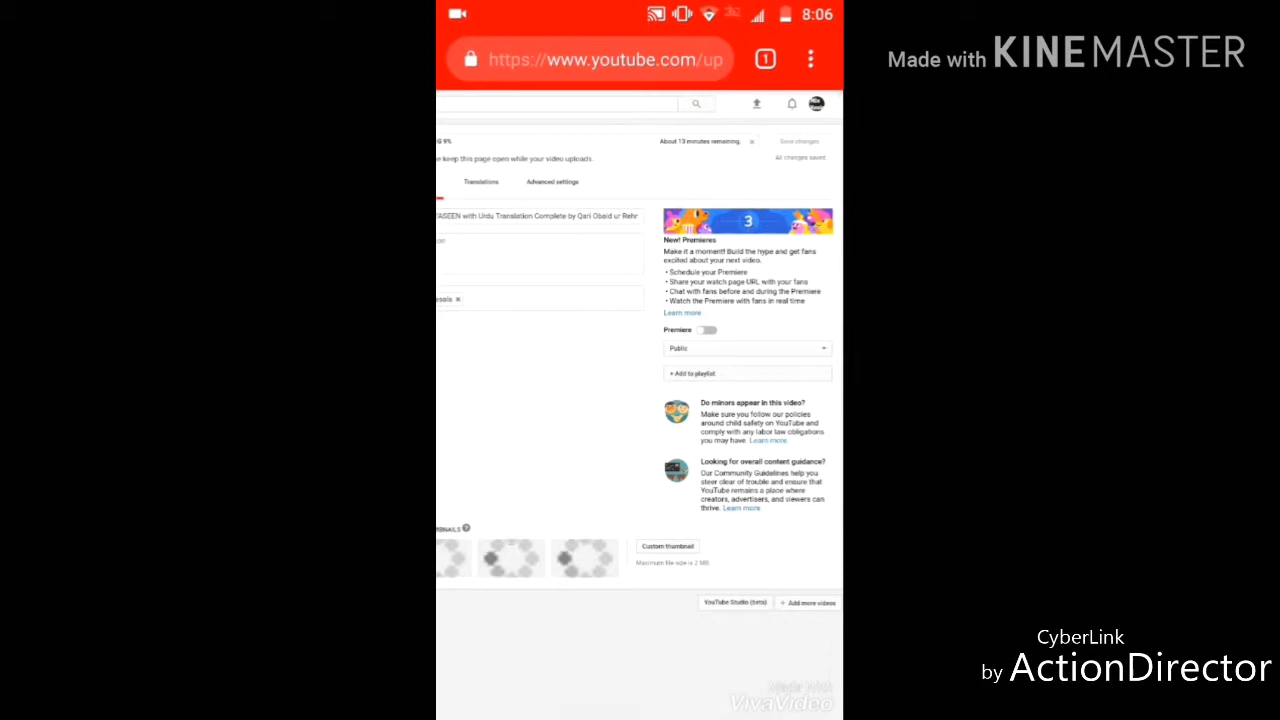 8:06
https://www.youtube.com/up
1
Made with KINEMASTER
G 9%
About 13 minutes remaining.
Save changes
All changes saved
e keep this page open while your video uploads.
Translations
Advanced settings
YASEEN with Urdu Translation Complete by Qari Obaid ur Rehr
3
New! Premieres
Make it a moment! Build the hype and get fans
excited about your next video.
• Schedule your Premiere
• Share your watch page URL with your fans
• Chat with fans before and during the Premiere
• Watch the Premiere with fans in real time
Learn more
Premiere
Public
+ Add to playlist
Do minors appear in this video?
Make sure you follow our policies
around child safety on YouTube and
comply with any labor law obligations
you may have. Learn more
Looking for overall content guidance?
Our Community Guidelines help you
steer clear of trouble and ensure that
YouTube remains a place where
creators, advertisers, and viewers can
thrive. Learn more
MBNAILS
Custom thumbnail
Maximum file size is 2 MB.
YouTube Studio (beta)
+ Add more videos
CyberLink
by ActionDirector
Made With
VivaVideo